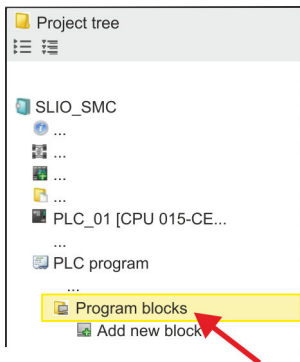 Project tree
SLIO_SMC
...
...
...
...
PLC_01 [CPU 015-CE...
...
PLC program
...
Program blocks
Add new block